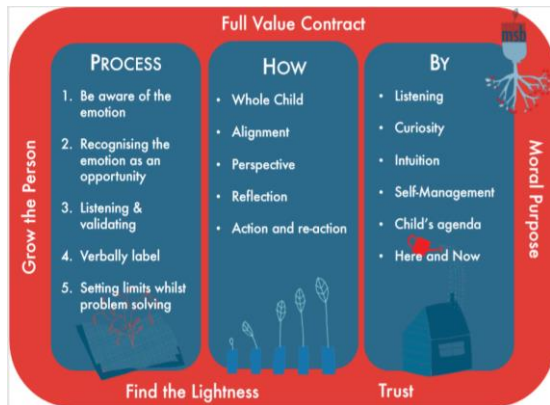 Full Value Contract
msb
PROCESS
1. Be aware of the
emotion
2. Recognising the
emotion as an
opportunity
3. Listening &
validating
4. Verbally label
5. Setting limits whilst
problem solving
HOW
• Whole Child
• Alignment
• Perspective
• Reflection
• Action and re-action
BY
• Listening
• Curiosity
• Intuition
• Self-Management
• Child's agenda
• Here and Now
Grow the Person
Moral Purpose
Find the Lightness
Trust